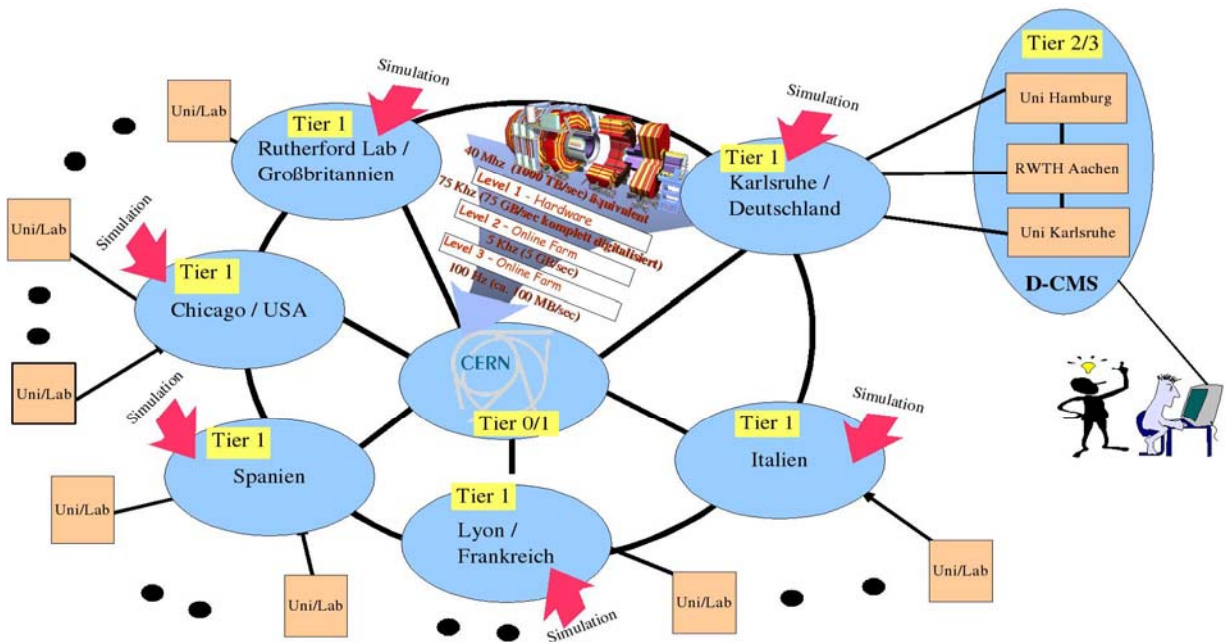 Simulation
Uni/Lab
Tier 1
Rutherford Lab /
Großbritannien
40 Mhz (1000 TB/sec) äquivalent
Level 1 - Hardware
75 Khz (75 GB/sec komplett digitalisiert)
Level 2 - Online Farm
5 Khz (5 GB/sec)
Level 3 - Online Farm
100 Hz (ca. 100 MB/sec)
Simulation
Tier 1
Karlsruhe /
Deutschland
Tier 2/3
Uni Hamburg
RWTH Aachen
Uni Karlsruhe
D-CMS
Simulation
Uni/Lab
Tier 1
Chicago / USA
Uni/Lab
CERN
Tier 0/1
Simulation
Tier 1
Spanien
Uni/Lab
Uni/Lab
Tier 1
Lyon /
Frankreich
Simulation
Uni/Lab
Tier 1
Italien
Simulation
Uni/Lab